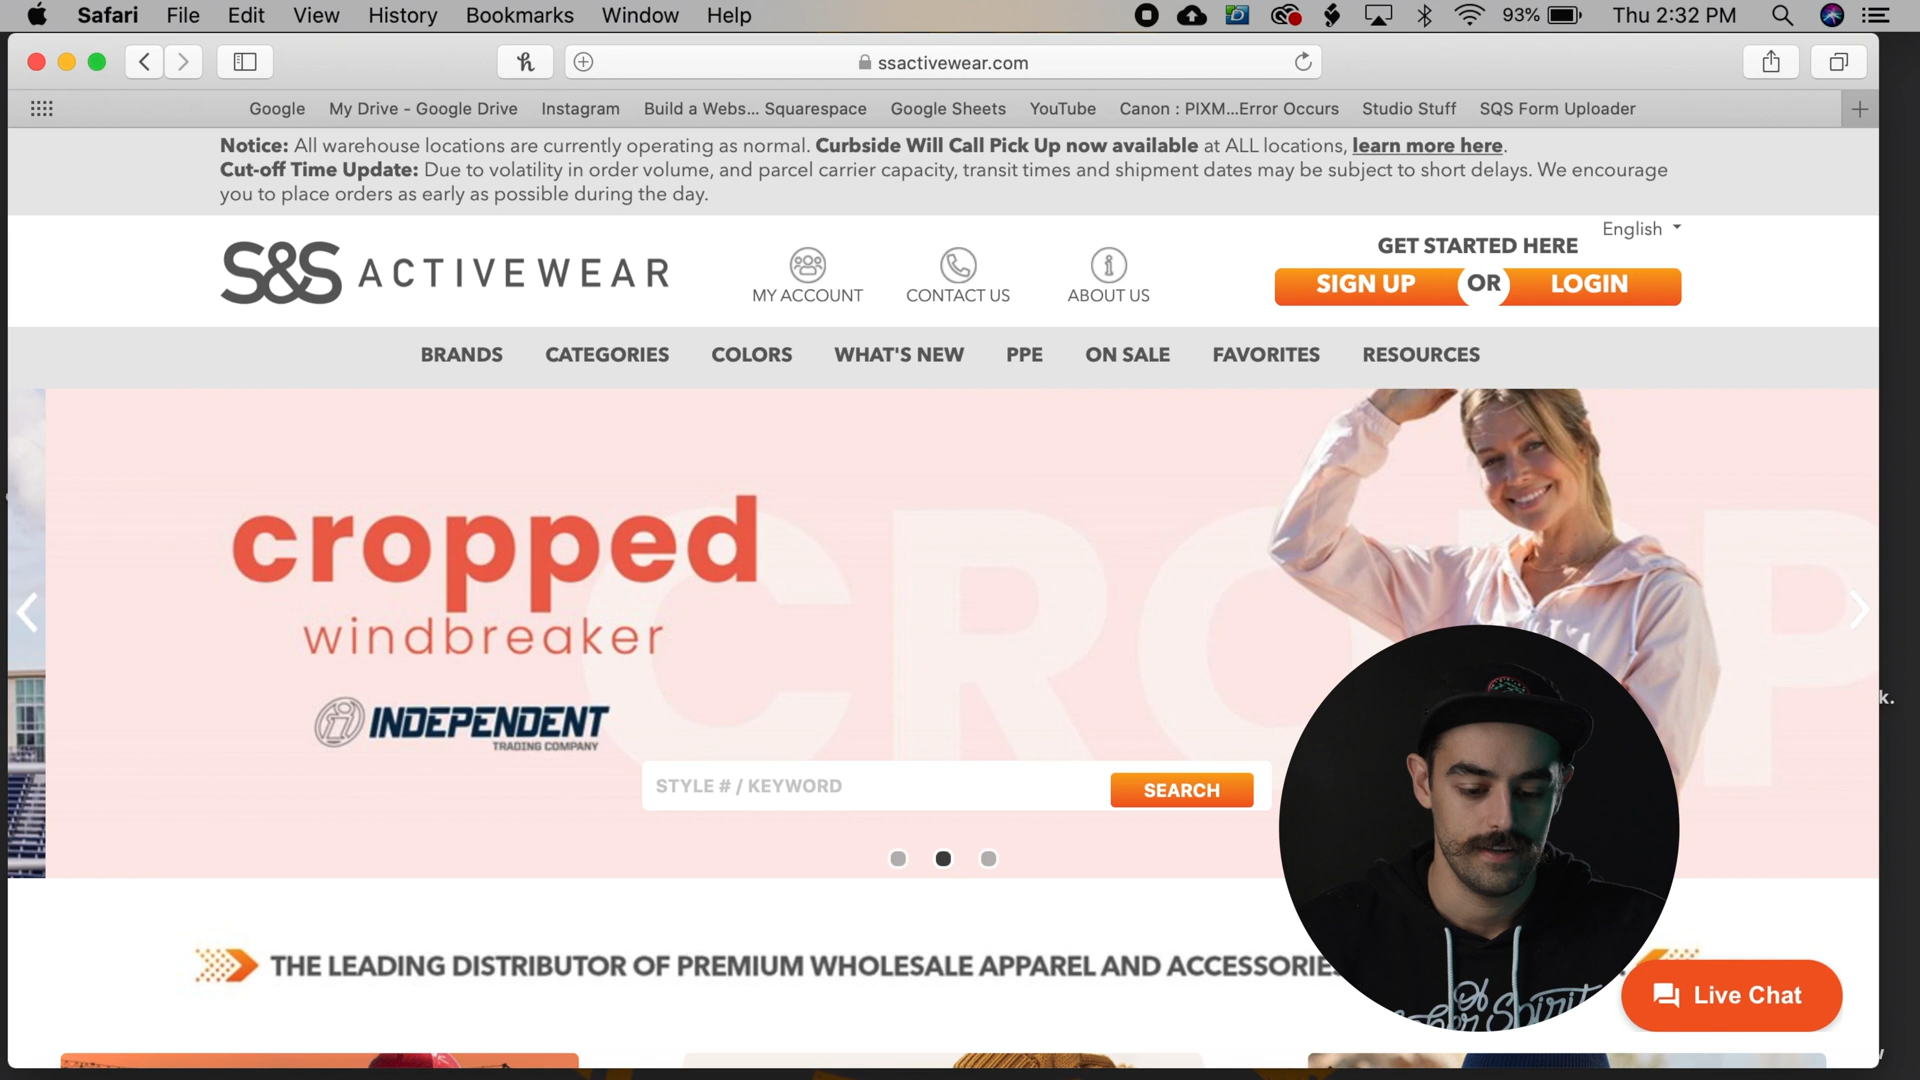 Safari File Edit View History Bookmarks Window Help 93% Thu 2:32 PM
ssactivewear.com
Google My Drive - Google Drive Instagram Build a Webs... Squarespace Google Sheets YouTube Canon : PIXM...Error Occurs Studio Stuff SQS Form Uploader
Notice: All warehouse locations are currently operating as normal. Curbside Will Call Pick Up now available at ALL locations, learn more here.
Cut-off Time Update: Due to volatility in order volume, and parcel carrier capacity, transit times and shipment dates may be subject to short delays. We encourage
you to place orders as early as possible during the day.
English
GET STARTED HERE
S&S ACTIVEWEAR
MY ACCOUNT CONTACT US ABOUT US
SIGN UP OR LOGIN
BRANDS CATEGORIES COLORS WHAT'S NEW PPE ON SALE FAVORITES RESOURCES
cropped
windbreaker
INDEPENDENT
TRADING COMPANY
STYLE # / KEYWORD SEARCH
THE LEADING DISTRIBUTOR OF PREMIUM WHOLESALE APPAREL AND ACCESSORIES
Live Chat